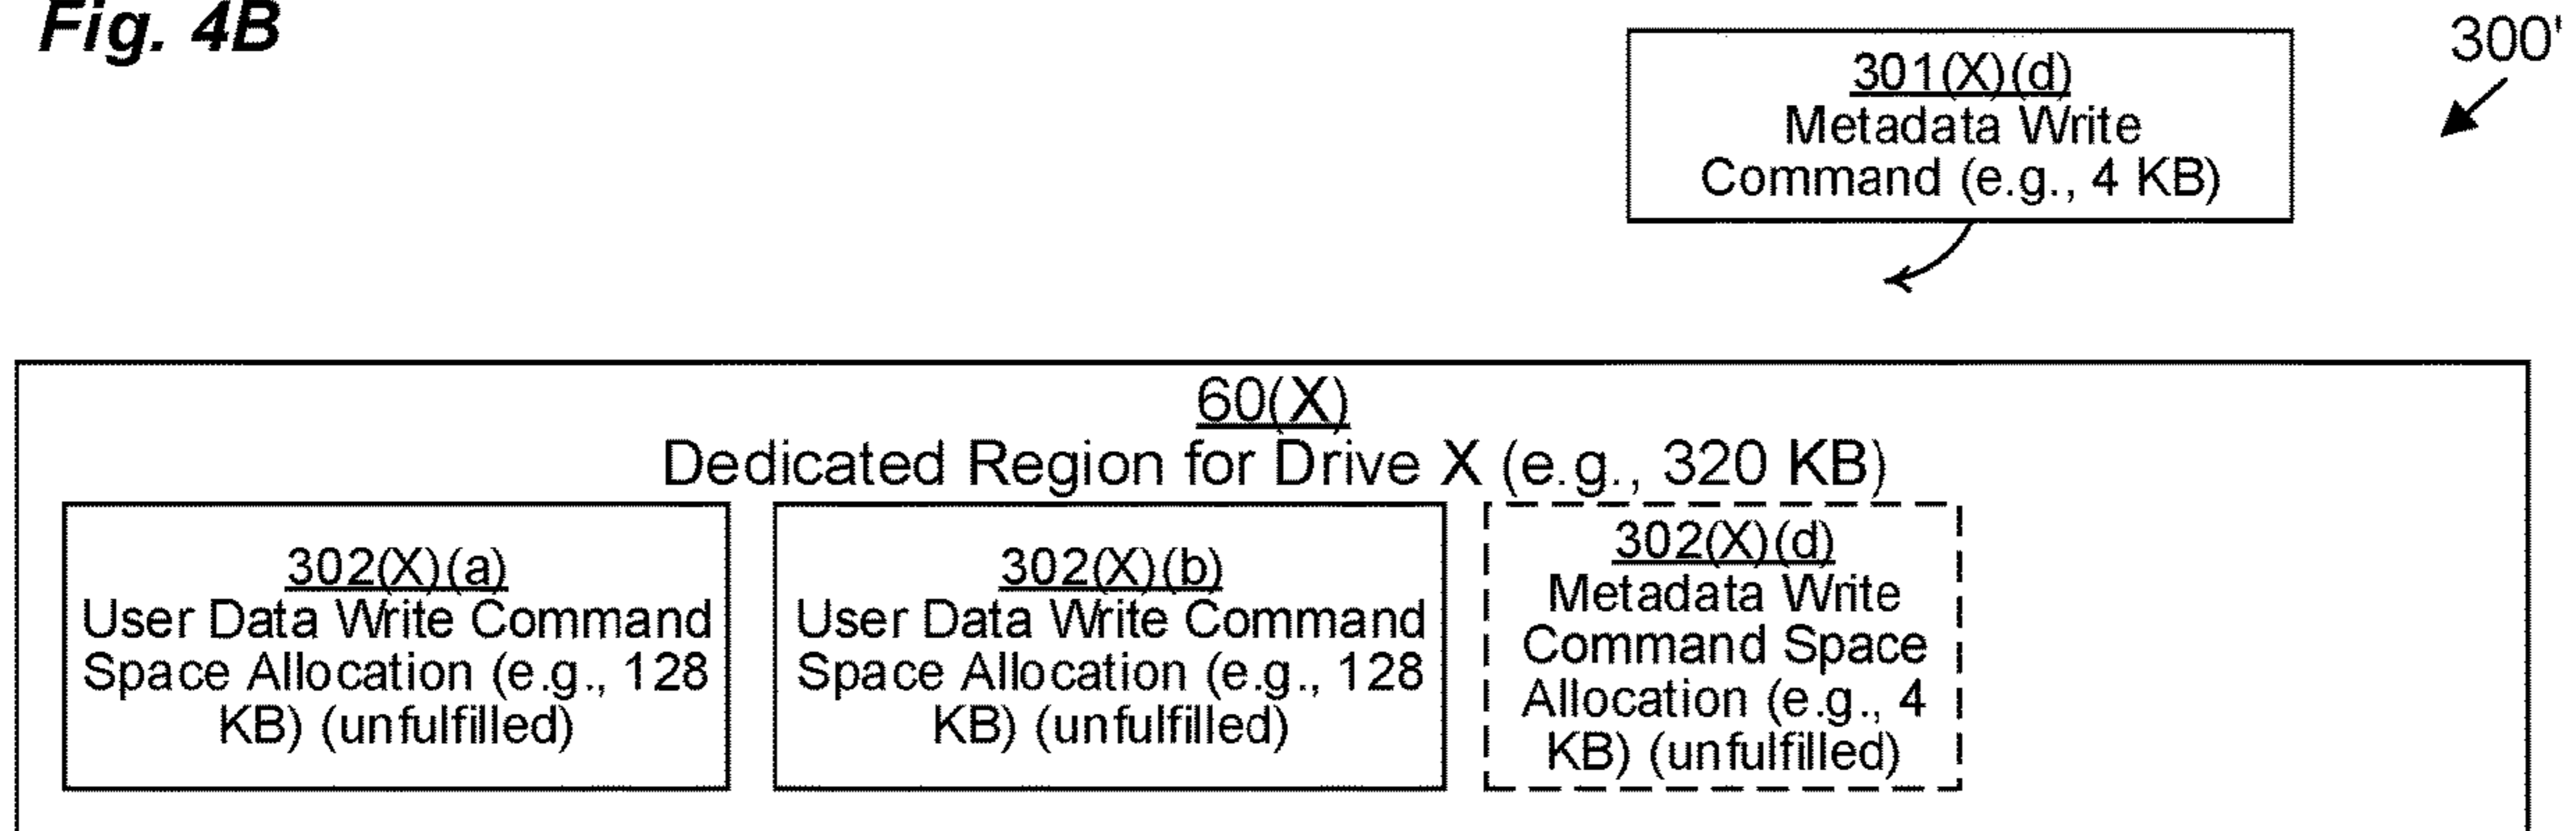 Fig. 4B
300'
301(X)(d)
Metadata Write
Command (e.g., 4 KB)
60(X)
Dedicated Region for Drive X (e.g., 320 KB)
302(X)(a)
User Data Write Command
Space Allocation (e.g., 128
KB) (unfulfilled)
302(X)(b)
User Data Write Command
Space Allocation (e.g., 128
KB) (unfulfilled)
302(X)(d)
Metadata Write
Command Space
Allocation (e.g., 4
KB) (unfulfilled)